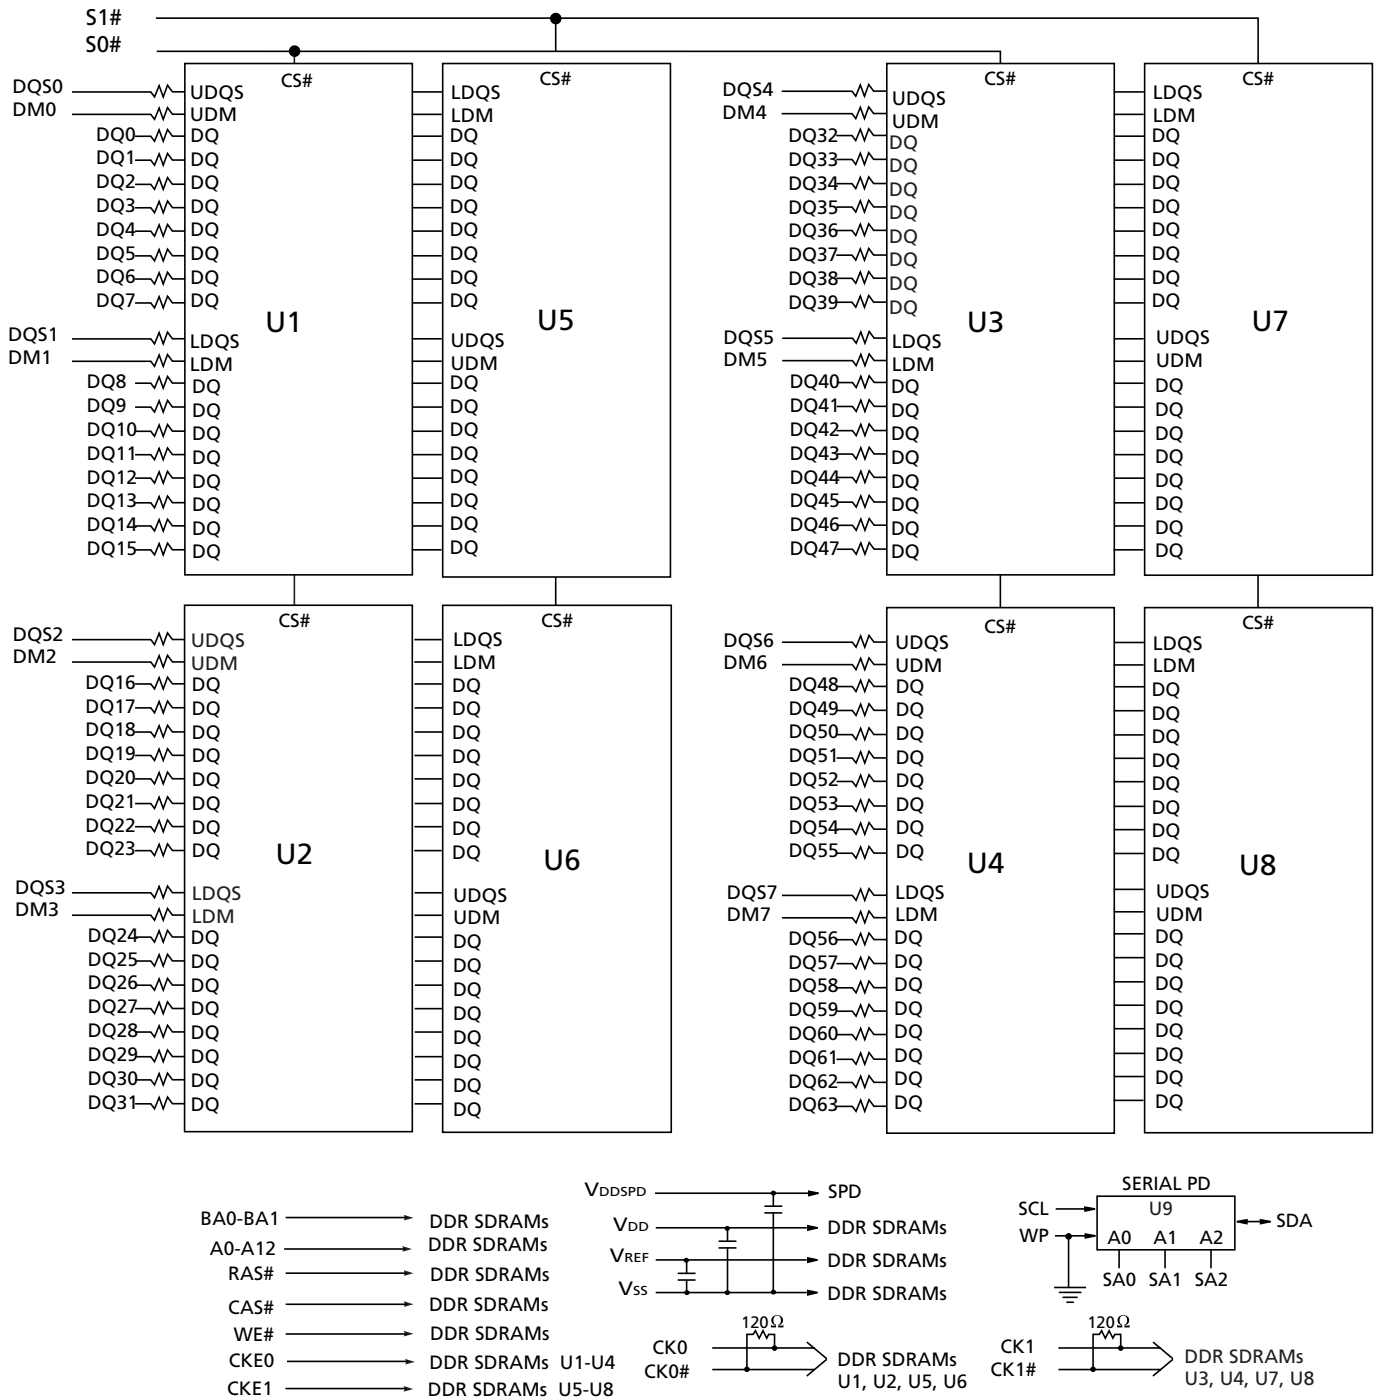 S1#
S0#
CS#
CS#
CS#
CS#
DQS0 UDQS LDQS DQS4 UDQS LDQS
DM0 UDM LDM DM4 UDM LDM
DQ0 DQ DQ DQ32 DQ DQ
DQ1 DQ DQ DQ33 DQ DQ
DQ2 DQ DQ DQ34 DQ DQ
DQ3 DQ DQ DQ35 DQ DQ
DQ4 DQ DQ DQ36 DQ DQ
DQ5 DQ DQ DQ37 DQ DQ
DQ6 DQ DQ DQ38 DQ DQ
DQ7 DQ DQ DQ39 DQ DQ
U1 U5 U3 U7
DQS1 LDQS UDQS DQS5 LDQS UDQS
DM1 LDM UDM DM5 LDM UDM
DQ8 DQ DQ DQ40 DQ DQ
DQ9 DQ DQ DQ41 DQ DQ
DQ10 DQ DQ DQ42 DQ DQ
DQ11 DQ DQ DQ43 DQ DQ
DQ12 DQ DQ DQ44 DQ DQ
DQ13 DQ DQ DQ45 DQ DQ
DQ14 DQ DQ DQ46 DQ DQ
DQ15 DQ DQ DQ47 DQ DQ
CS#
CS#
CS#
CS#
DQS2 UDQS LDQS DQS6 UDQS LDQS
DM2 UDM LDM DM6 UDM LDM
DQ16 DQ DQ DQ48 DQ DQ
DQ17 DQ DQ DQ49 DQ DQ
DQ18 DQ DQ DQ50 DQ DQ
DQ19 DQ DQ DQ51 DQ DQ
DQ20 DQ DQ DQ52 DQ DQ
DQ21 DQ DQ DQ53 DQ DQ
DQ22 DQ DQ DQ54 DQ DQ
DQ23 DQ DQ DQ55 DQ DQ
U2 U6 U4 U8
DQS3 LDQS UDQS DQS7 LDQS UDQS
DM3 LDM UDM DM7 LDM UDM
DQ24 DQ DQ DQ56 DQ DQ
DQ25 DQ DQ DQ57 DQ DQ
DQ26 DQ DQ DQ58 DQ DQ
DQ27 DQ DQ DQ59 DQ DQ
DQ28 DQ DQ DQ60 DQ DQ
DQ29 DQ DQ DQ61 DQ DQ
DQ30 DQ DQ DQ62 DQ DQ
DQ31 DQ DQ DQ63 DQ DQ
BA0-BA1 DDR SDRAMs
A0-A12 DDR SDRAMs
RAS# DDR SDRAMs
CAS# DDR SDRAMs
WE# DDR SDRAMs
CKE0 DDR SDRAMs U1-U4
CKE1 DDR SDRAMs U5-U8
VDDSPD SPD
VDD DDR SDRAMs
VREF DDR SDRAMs
VSS DDR SDRAMs
120Ω
CK0
CK0#
DDR SDRAMs
U1, U2, U5, U6
SERIAL PD
SCL U9
SDA
WP A0 A1 A2
SA0 SA1 SA2
120Ω
CK1
CK1#
DDR SDRAMs
U3, U4, U7, U8